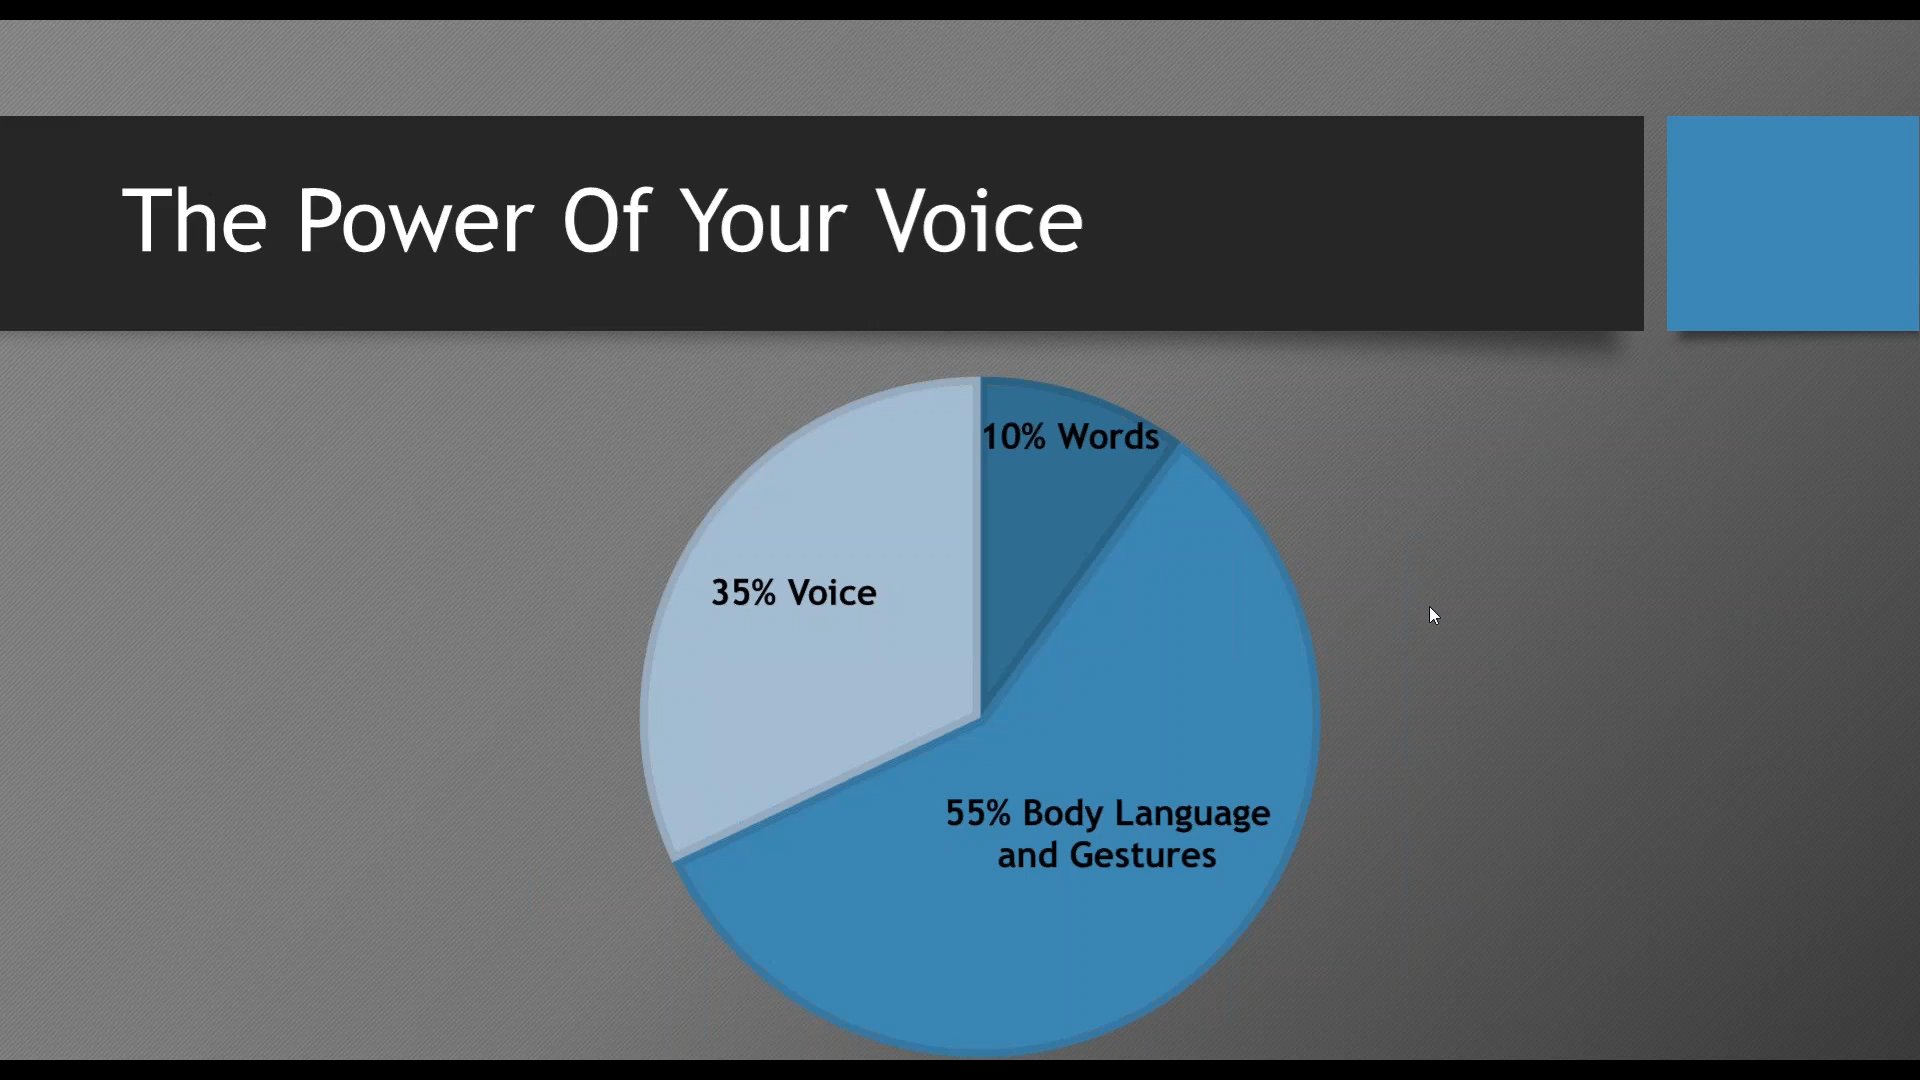 The Power Of Your Voice
10% Words
35% Voice
55% Body Language
and Gestures